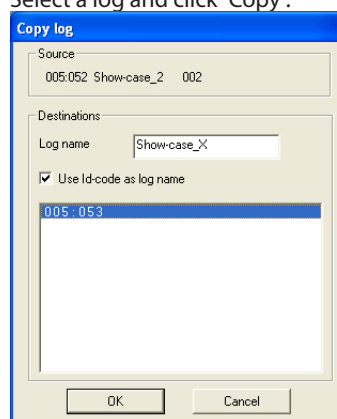 Select a log and click 'Copy'.
Copy log
Source
005:052 Show-case_2 002
Destinations
Log name Show-case_X
Use Id-code as log name
005:053
OK Cancel